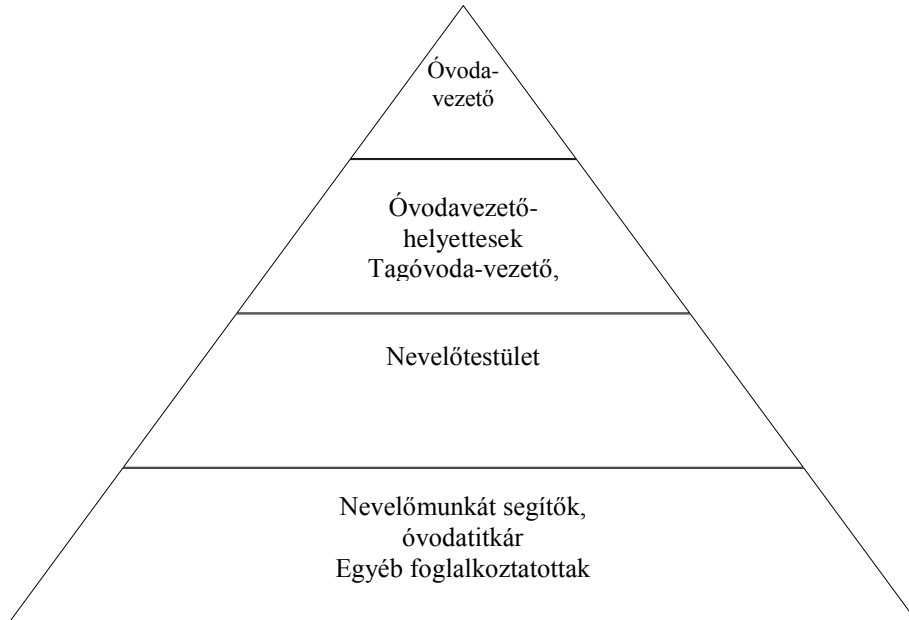 Óvoda-
vezető
Óvodavezető-
helyettesek
Tagóvoda-vezető,
Nevelőtestület
Nevelőmunkát segítők,
óvodatitkár
Egyéb foglalkoztatottak